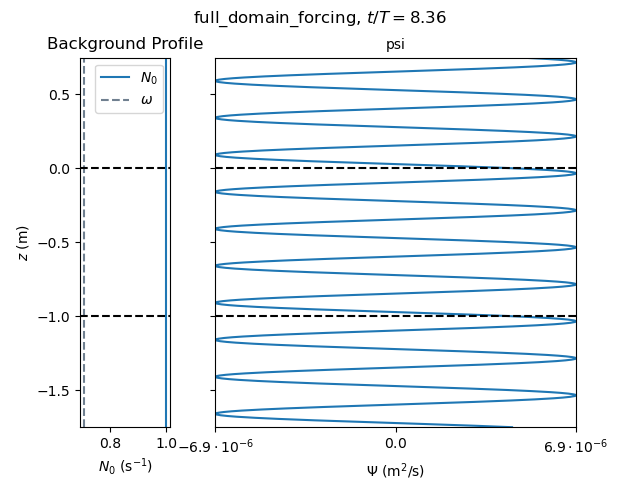 full_domain_forcing, t/T = 8.36
Background Profile
psi
N₀
ω
0.5
0.0
−0.5
−1.0
−1.5
z (m)
0.8
1.0
−6.9 · 10⁻⁶
0.0
6.9 · 10⁻⁶
N₀ (s⁻¹)
Ψ (m²/s)